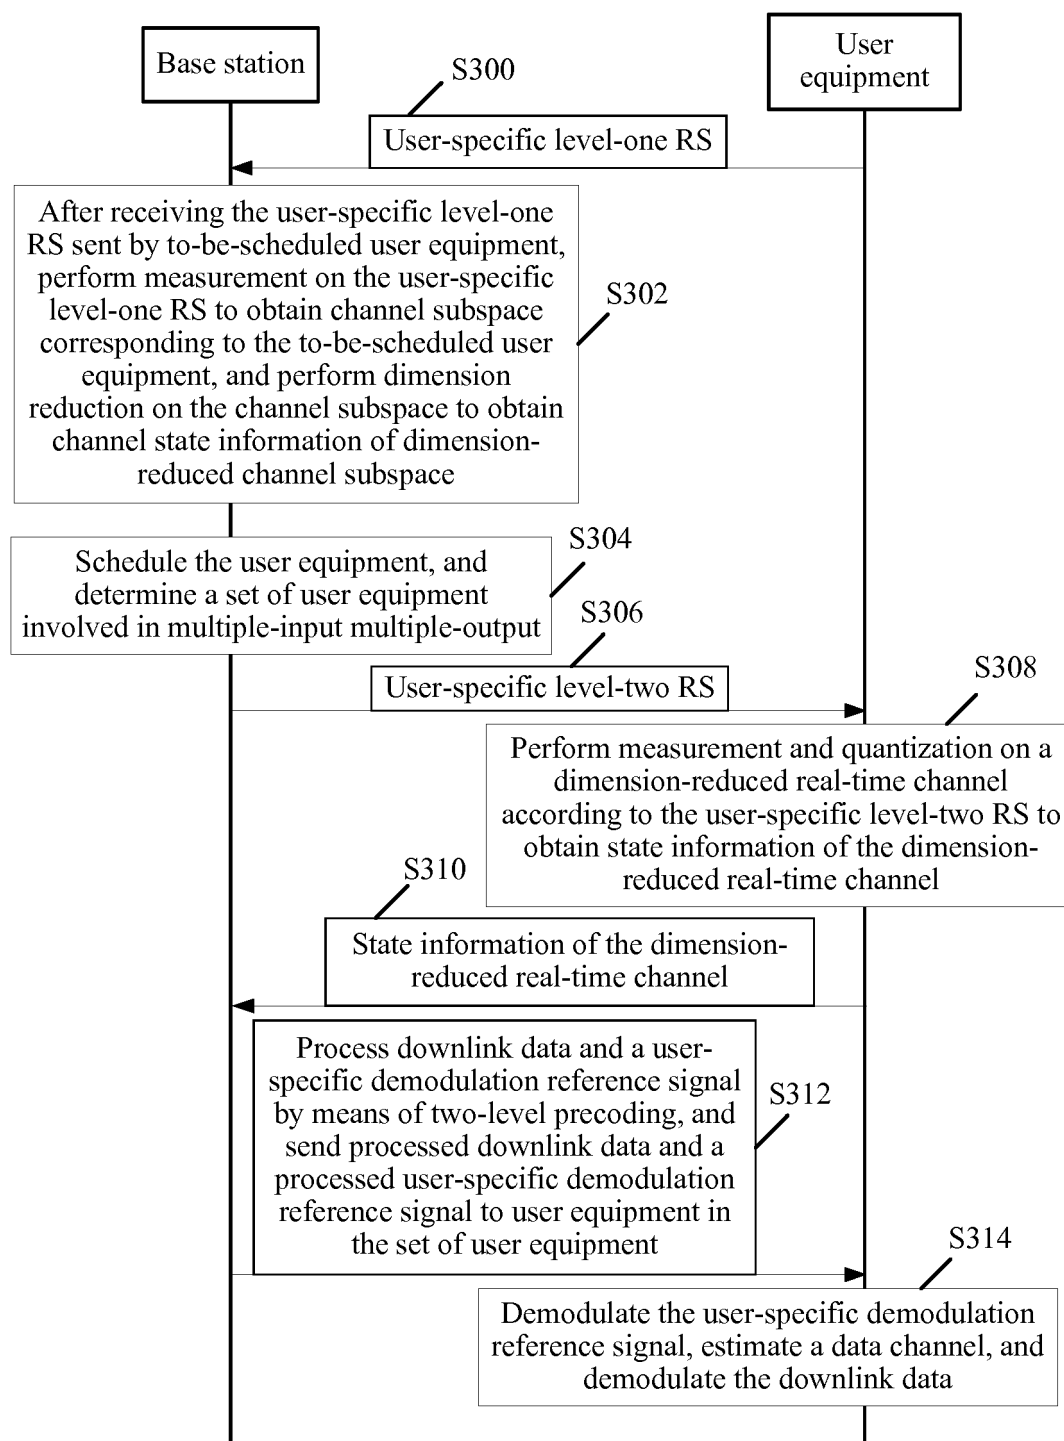 Base station
User
equipment
S300
User-specific level-one RS
After receiving the user-specific level-one
RS sent by to-be-scheduled user equipment,
perform measurement on the user-specific
level-one RS to obtain channel subspace
corresponding to the to-be-scheduled user
equipment, and perform dimension
reduction on the channel subspace to obtain
channel state information of dimension-
reduced channel subspace
S302
S304
Schedule the user equipment, and
determine a set of user equipment
involved in multiple-input multiple-output
S306
User-specific level-two RS
S308
Perform measurement and quantization on a
dimension-reduced real-time channel
according to the user-specific level-two RS to
obtain state information of the dimension-
reduced real-time channel
S310
State information of the dimension-
reduced real-time channel
Process downlink data and a user-
specific demodulation reference signal
by means of two-level precoding, and
send processed downlink data and a
processed user-specific demodulation
reference signal to user equipment in
the set of user equipment
S312
S314
Demodulate the user-specific demodulation
reference signal, estimate a data channel, and
demodulate the downlink data